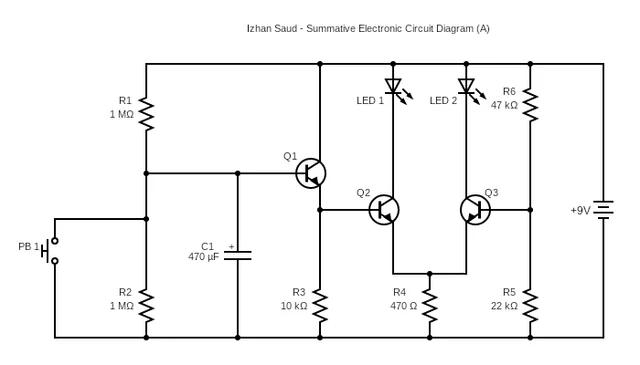 Izhan Saud - Summative Electronic Circuit Diagram (A)
R1
1 MΩ
LED 1
LED 2
R6
47 kΩ
Q1
Q2
Q3
+9V
PB 1
C1
470 µF
+
R2
1 MΩ
R3
10 kΩ
R4
470 Ω
R5
22 kΩ